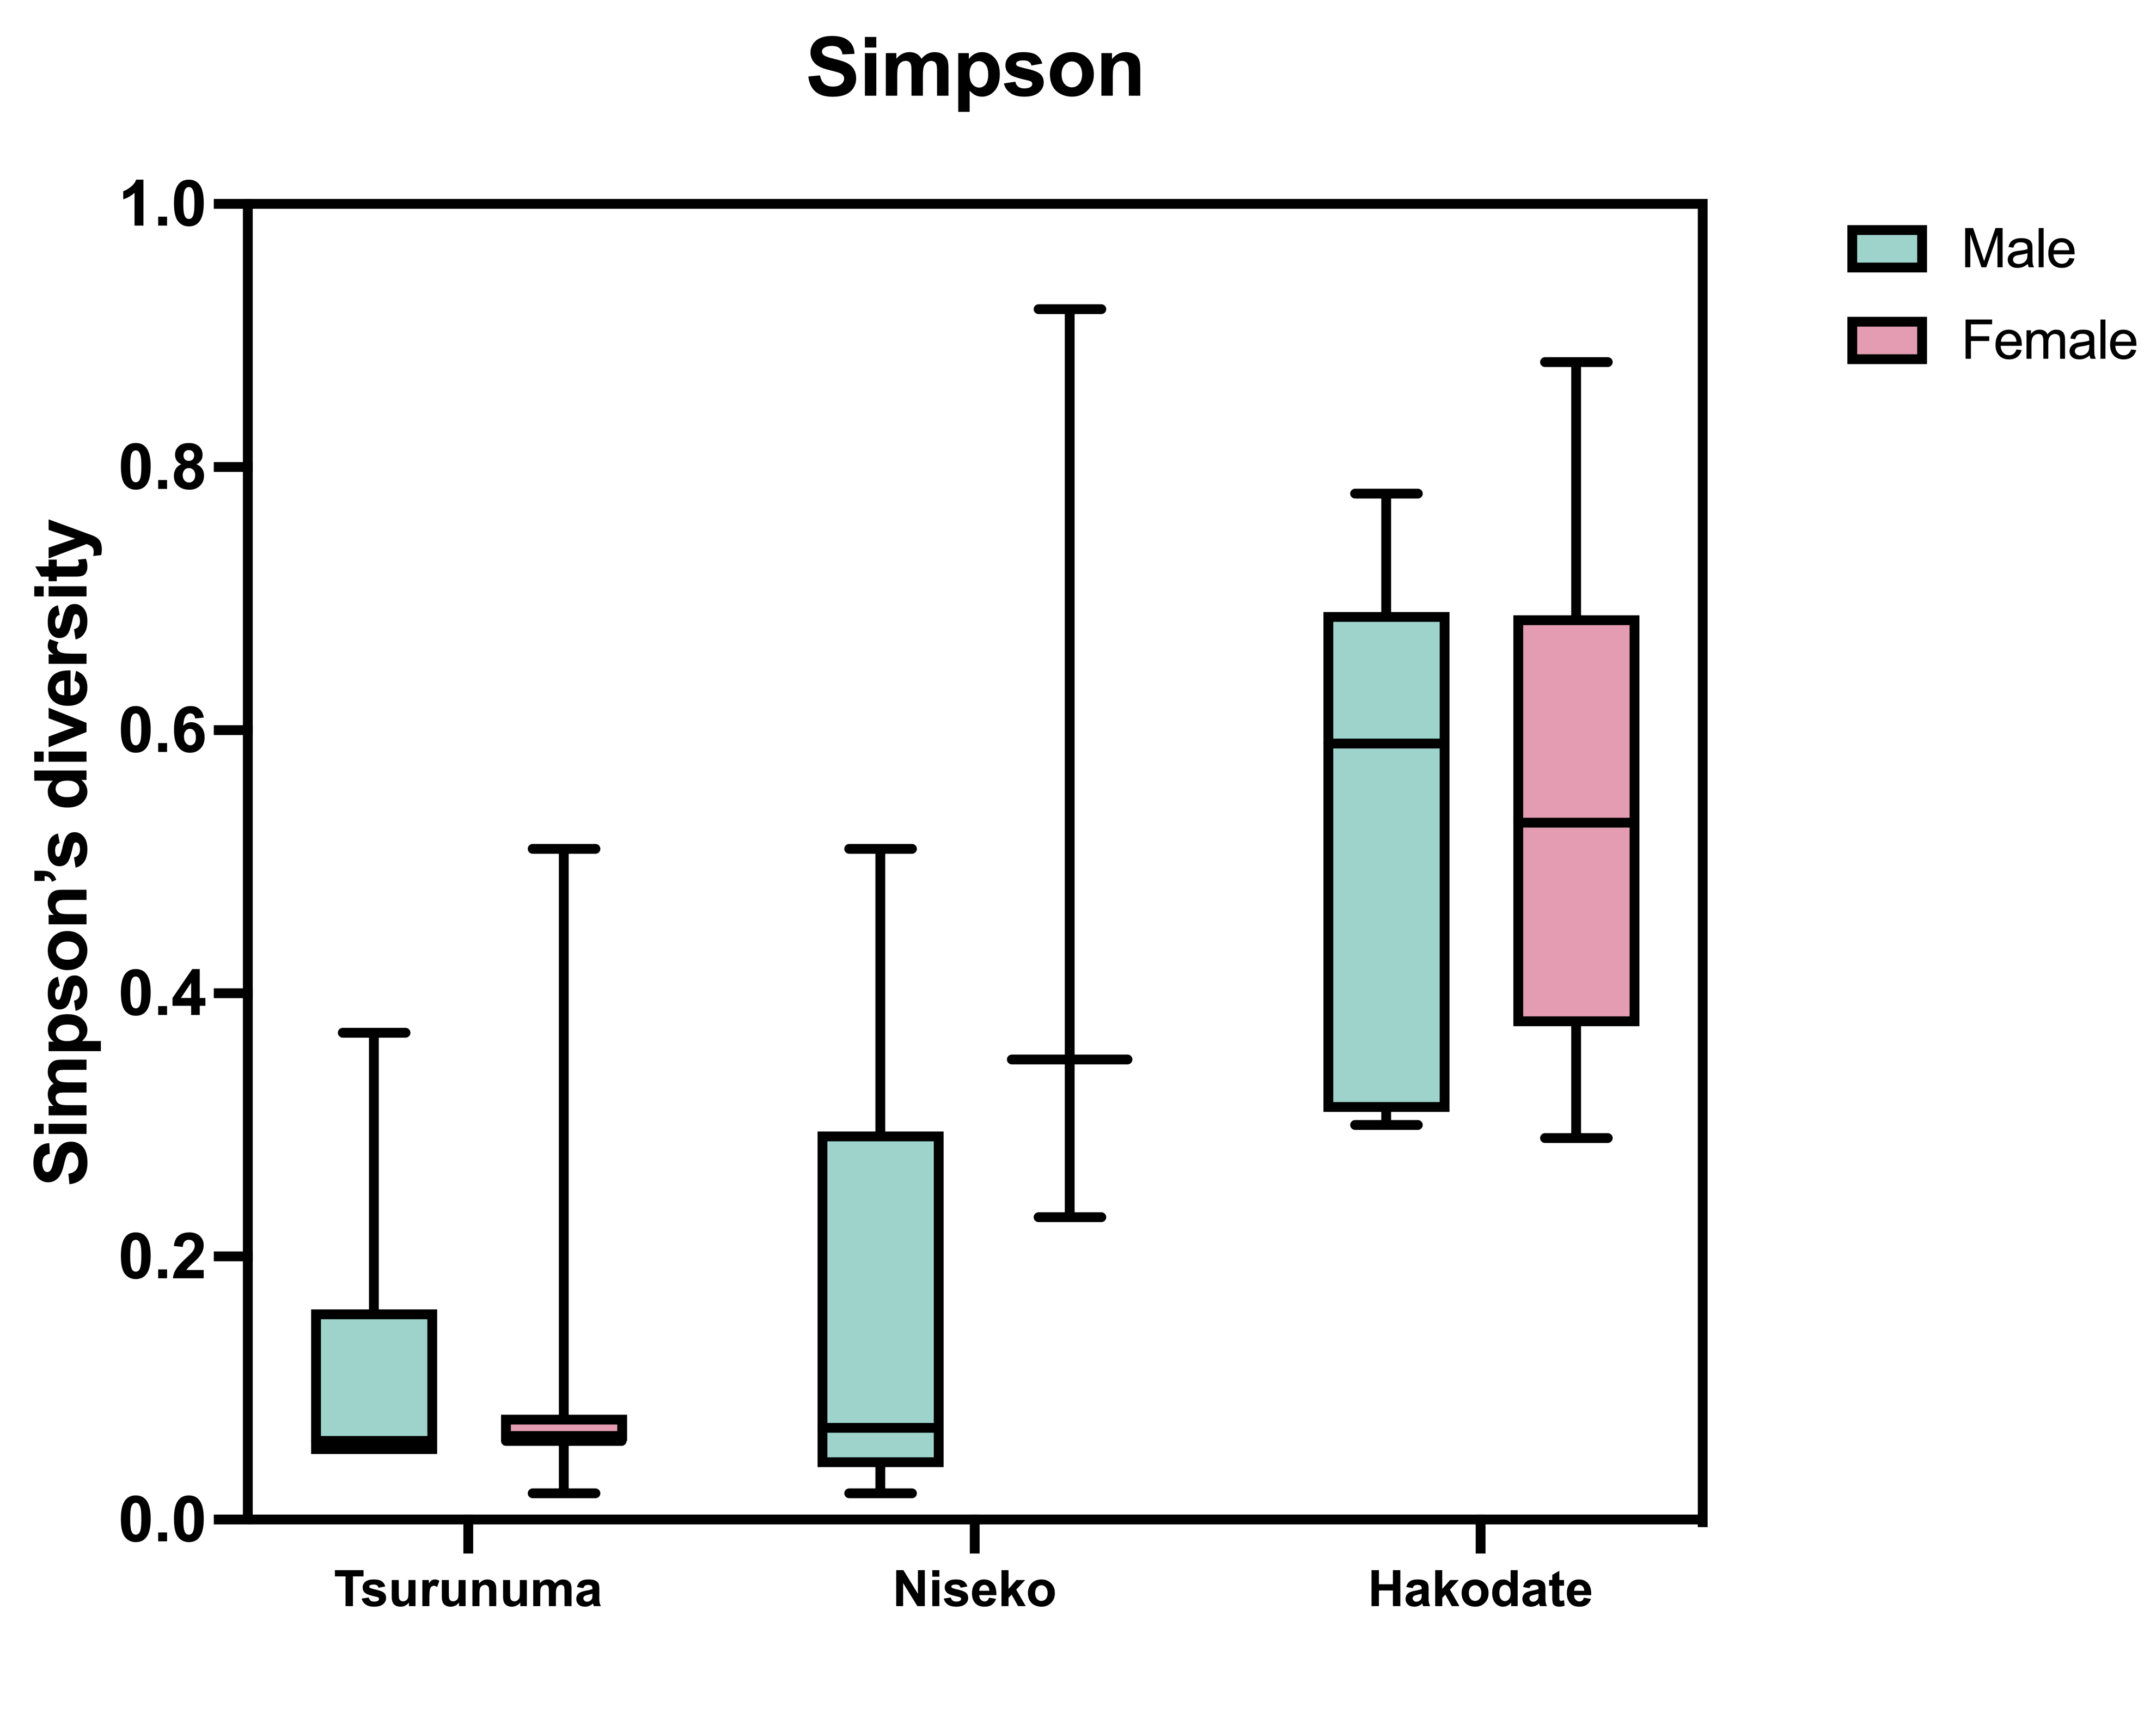 Simpson
Simpson’s diversity
1.0
0.8
0.6
0.4
0.2
0.0
Tsurunuma
Niseko
Hakodate
Male
Female